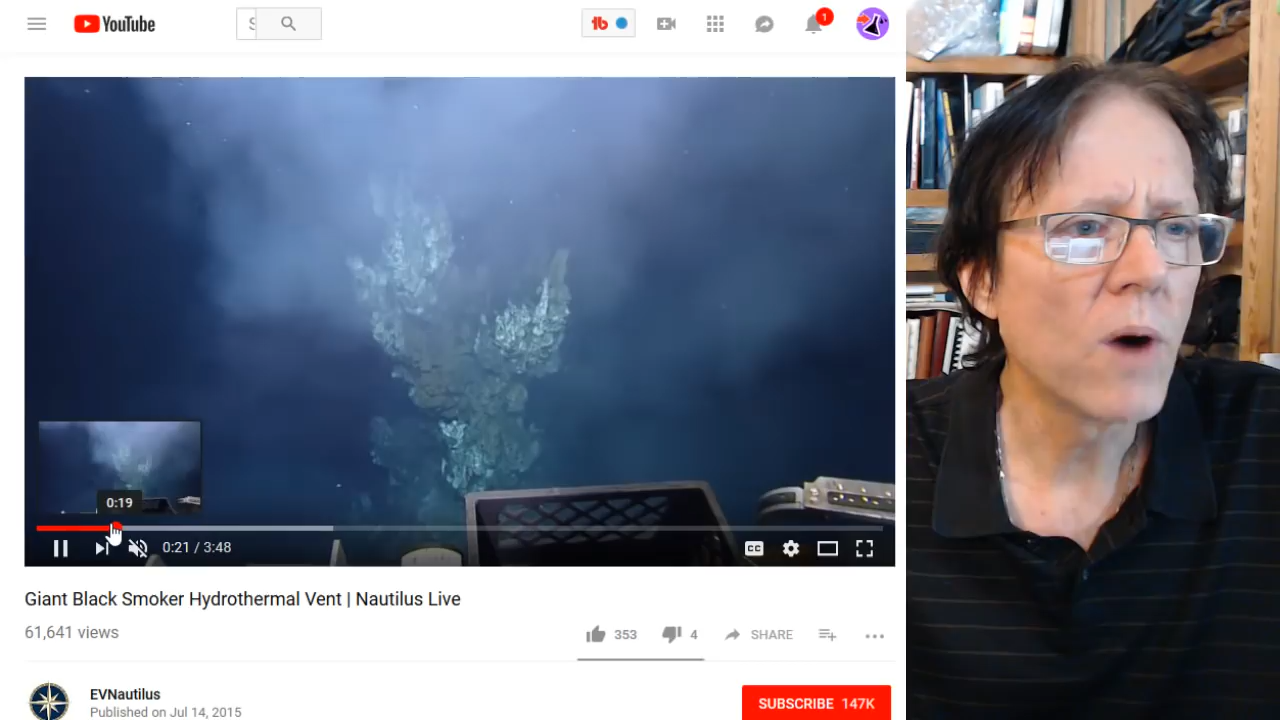 YouTube
S
1
0:19
0:21 / 3:48
CC
Giant Black Smoker Hydrothermal Vent | Nautilus Live
61,641 views
353
4
SHARE
EVNautilus
Published on Jul 14, 2015
SUBSCRIBE 147K